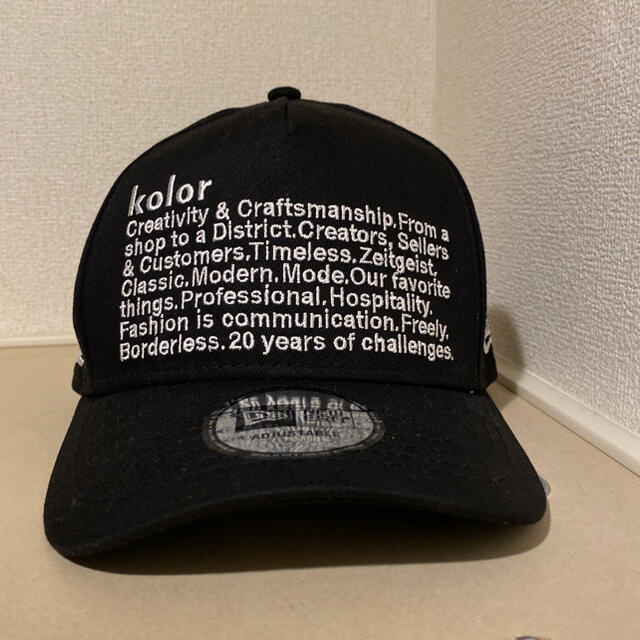 kolor
Creativity & Craftsmanship.From a
shop to a District.Creators, Sellers
& Customers.Timeless.Zeitgeist.
Classic.Modern.Mode.Our favorite
things.Professional.Hospitality.
Fashion is communication.Freely.
Borderless.20 years of challenges.
ADJUSTABLE